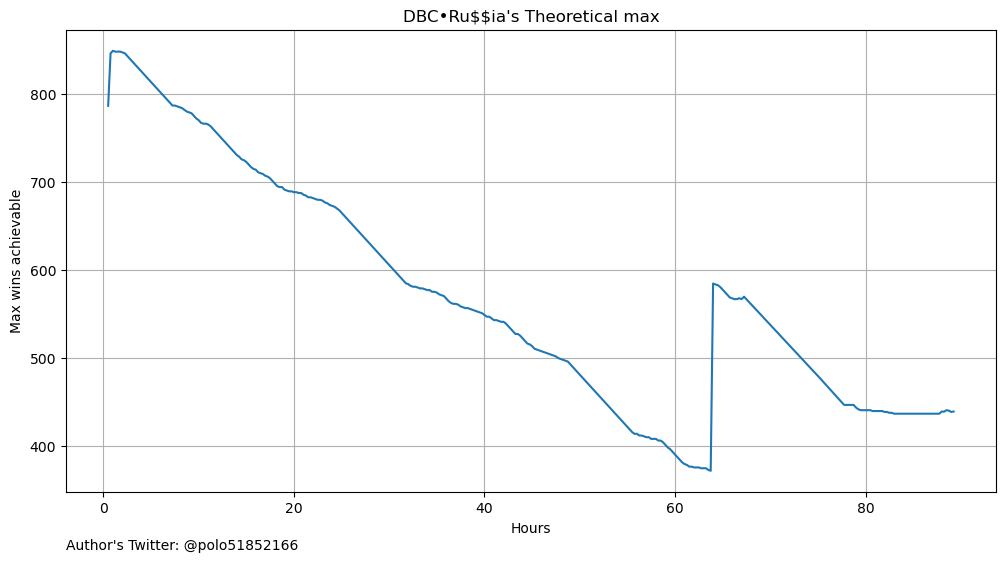 DBC•Ru$$ia's Theoretical max
Max wins achievable
800
700
600
500
400
0 20 40 60 80
Hours
Author's Twitter: @polo51852166